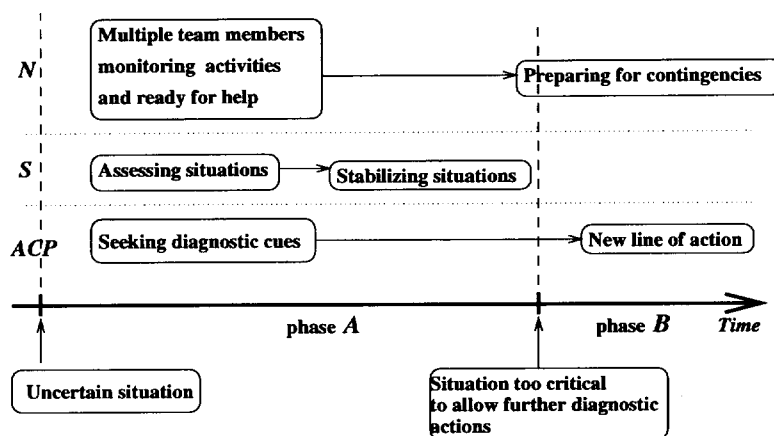 N
Multiple team members
monitoring activities
and ready for help
Preparing for contingencies
S
Assessing situations
Stabilizing situations
ACP
Seeking diagnostic cues
New line of action
phase A
phase B
Time
Uncertain situation
Situation too critical
to allow further diagnostic
actions